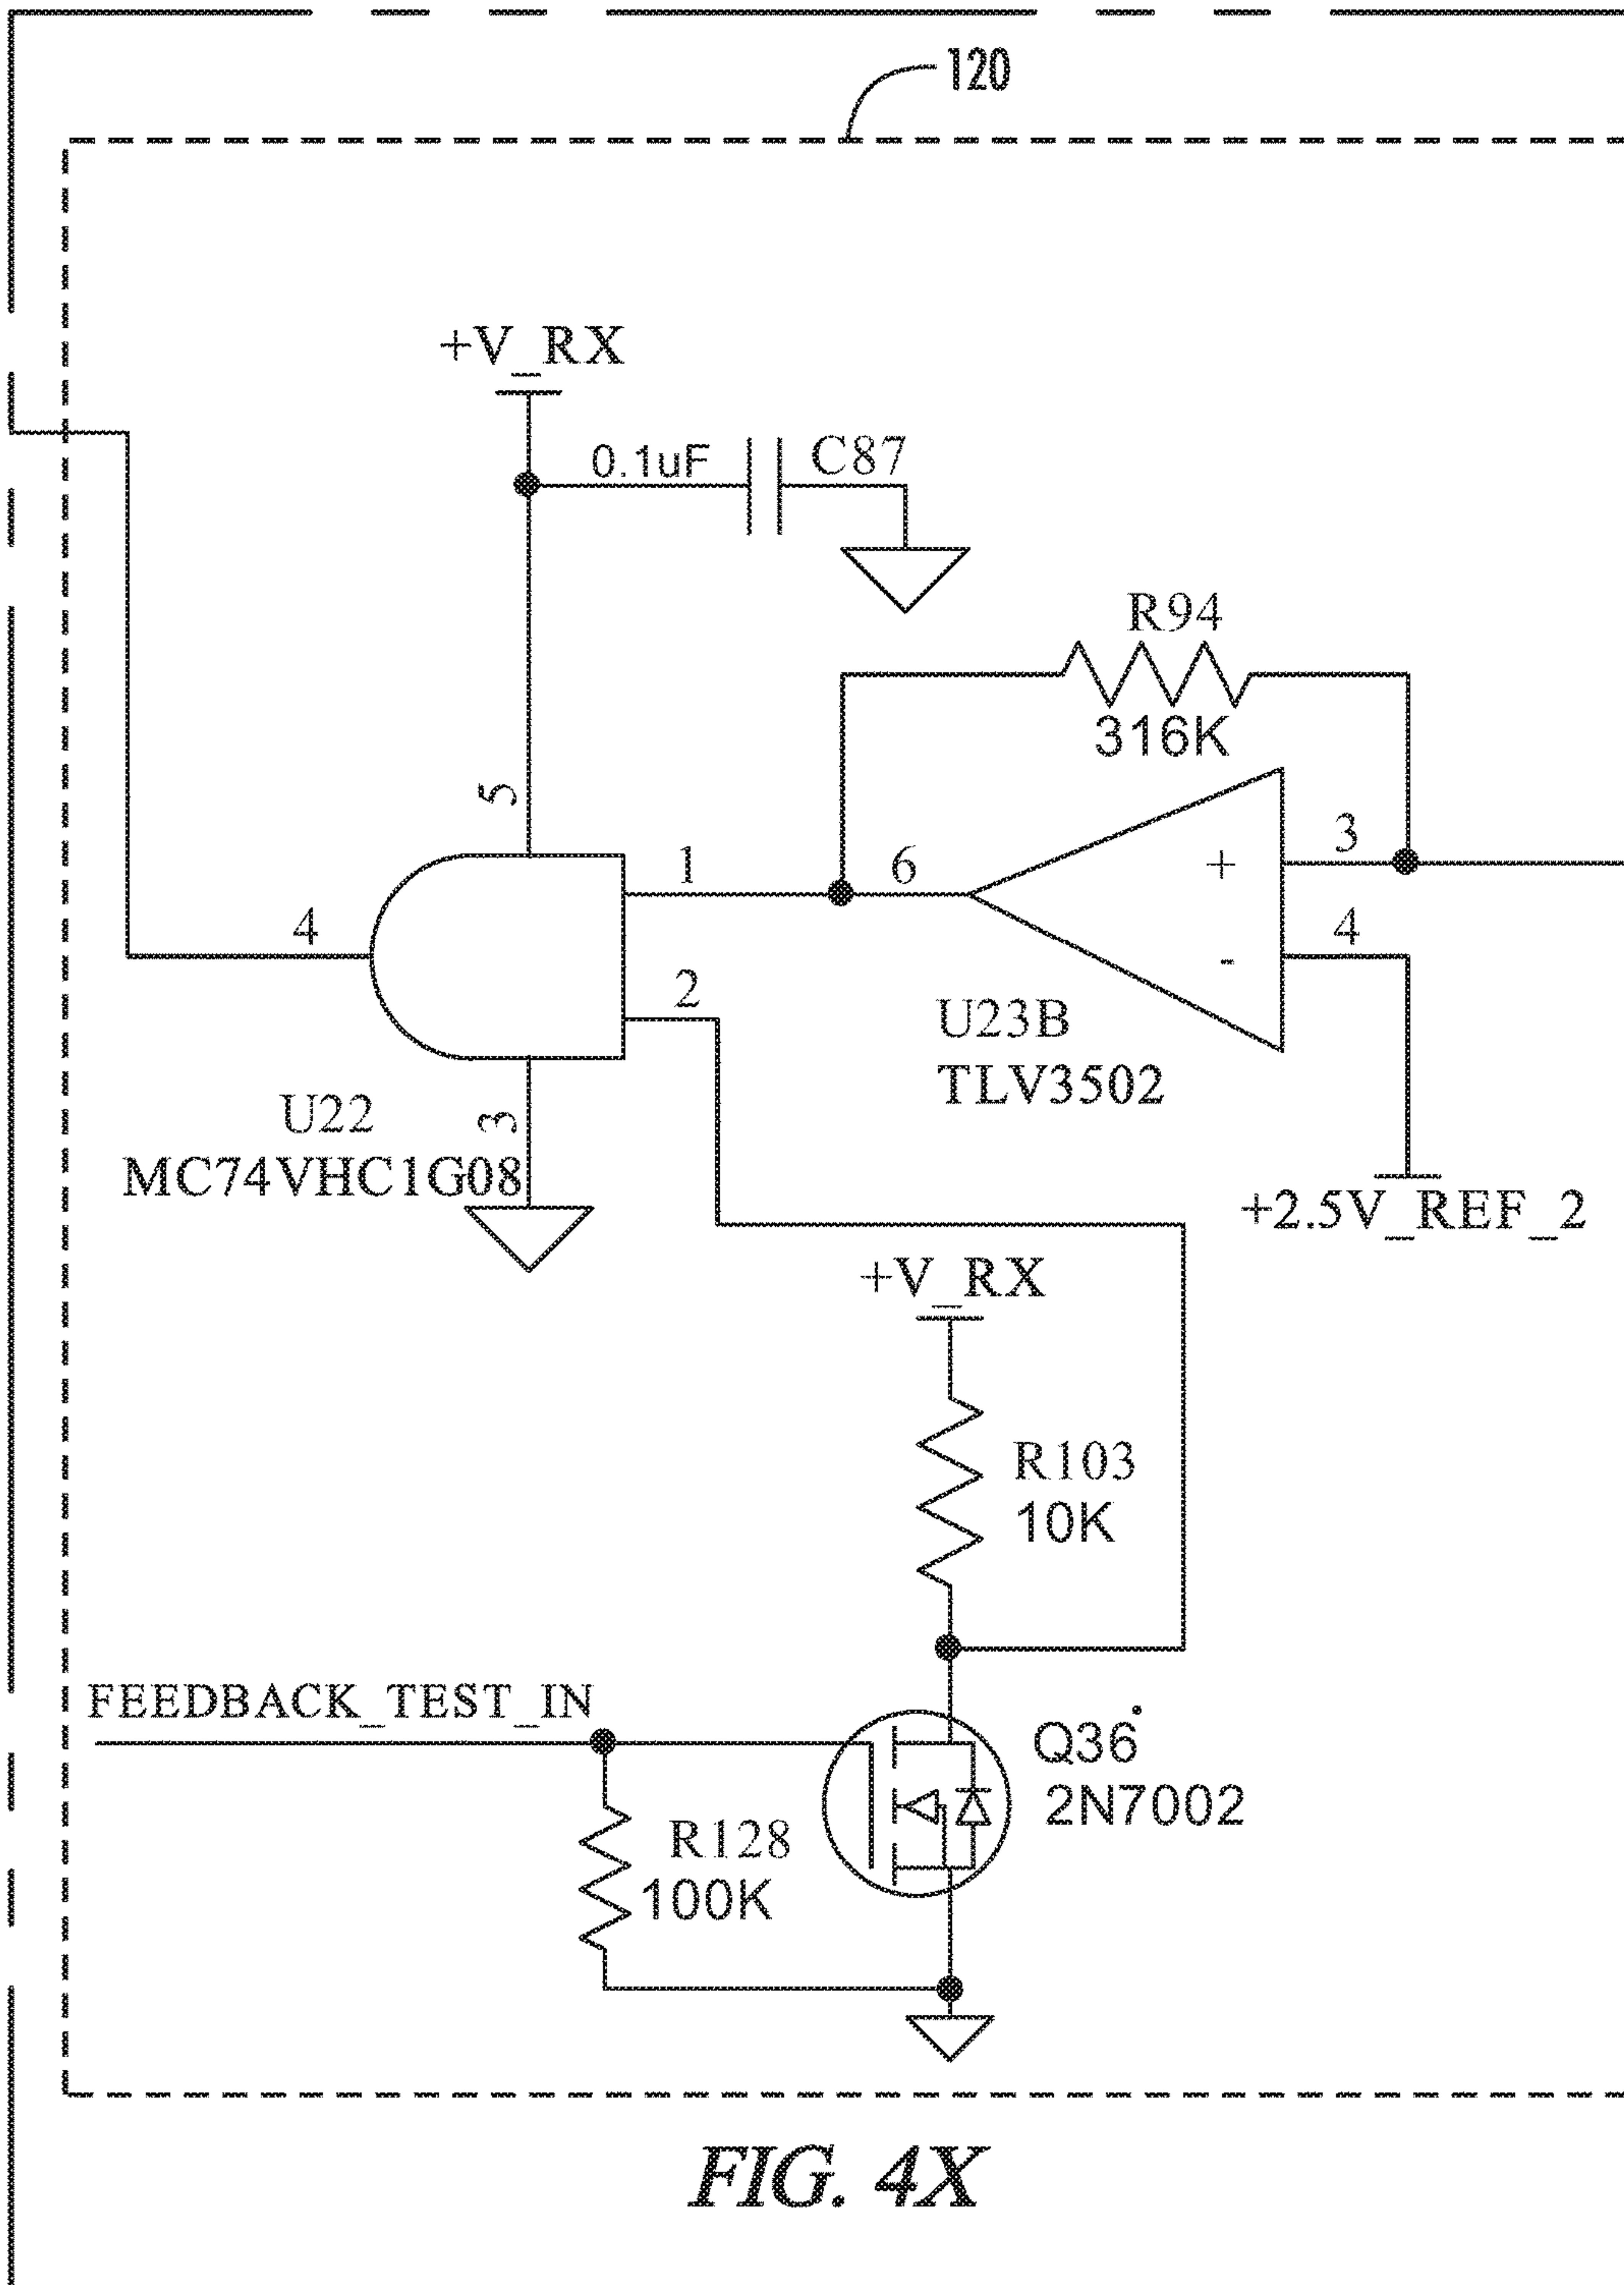 120
+V_RX
0.1uF
C87
R94
316K
5
1
6
+
3
4
-
4
2
U23B
TLV3502
U22
3
MC74VHC1G08
+2.5V_REF_2
+V_RX
R103
10K
FEEDBACK_TEST_IN
Q36
2N7002
R128
100K
FIG. 4X